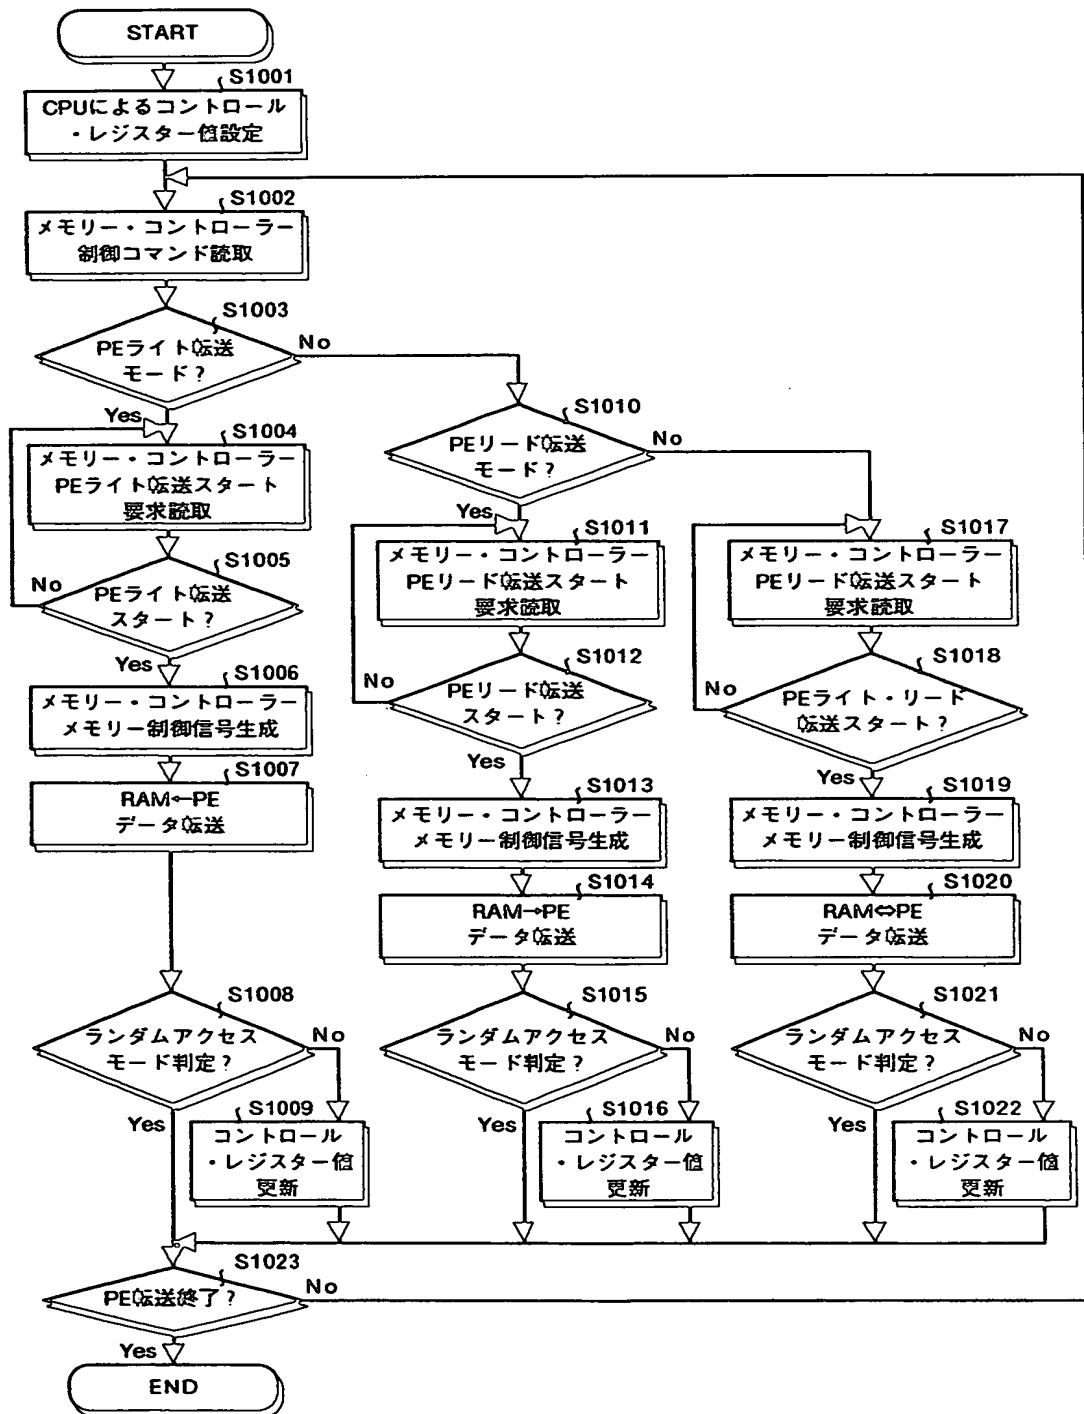 START
S1001
CPUによるコントロール
・レジスター値設定
S1002
メモリー・コントローラー
制御コマンド読取
S1003
PEライト転送
モード？
No
Yes
S1004
メモリー・コントローラー
PEライト転送スタート
要求読取
S1005
PEライト転送
スタート？
No
Yes
S1006
メモリー・コントローラー
メモリー制御信号生成
S1007
RAM←PE
データ転送
S1008
ランダムアクセス
モード判定？
No
Yes
S1009
コントロール
・レジスター値
更新
S1010
PEリード転送
モード？
No
Yes
S1011
メモリー・コントローラー
PEリード転送スタート
要求読取
S1012
PEリード転送
スタート？
No
Yes
S1013
メモリー・コントローラー
メモリー制御信号生成
S1014
RAM→PE
データ転送
S1015
ランダムアクセス
モード判定？
No
Yes
S1016
コントロール
・レジスター値
更新
S1017
メモリー・コントローラー
PEリード転送スタート
要求読取
S1018
PEライト・リード
転送スタート？
No
Yes
S1019
メモリー・コントローラー
メモリー制御信号生成
S1020
RAM⇔PE
データ転送
S1021
ランダムアクセス
モード判定？
No
Yes
S1022
コントロール
・レジスター値
更新
S1023
PE転送終了？
No
Yes
END